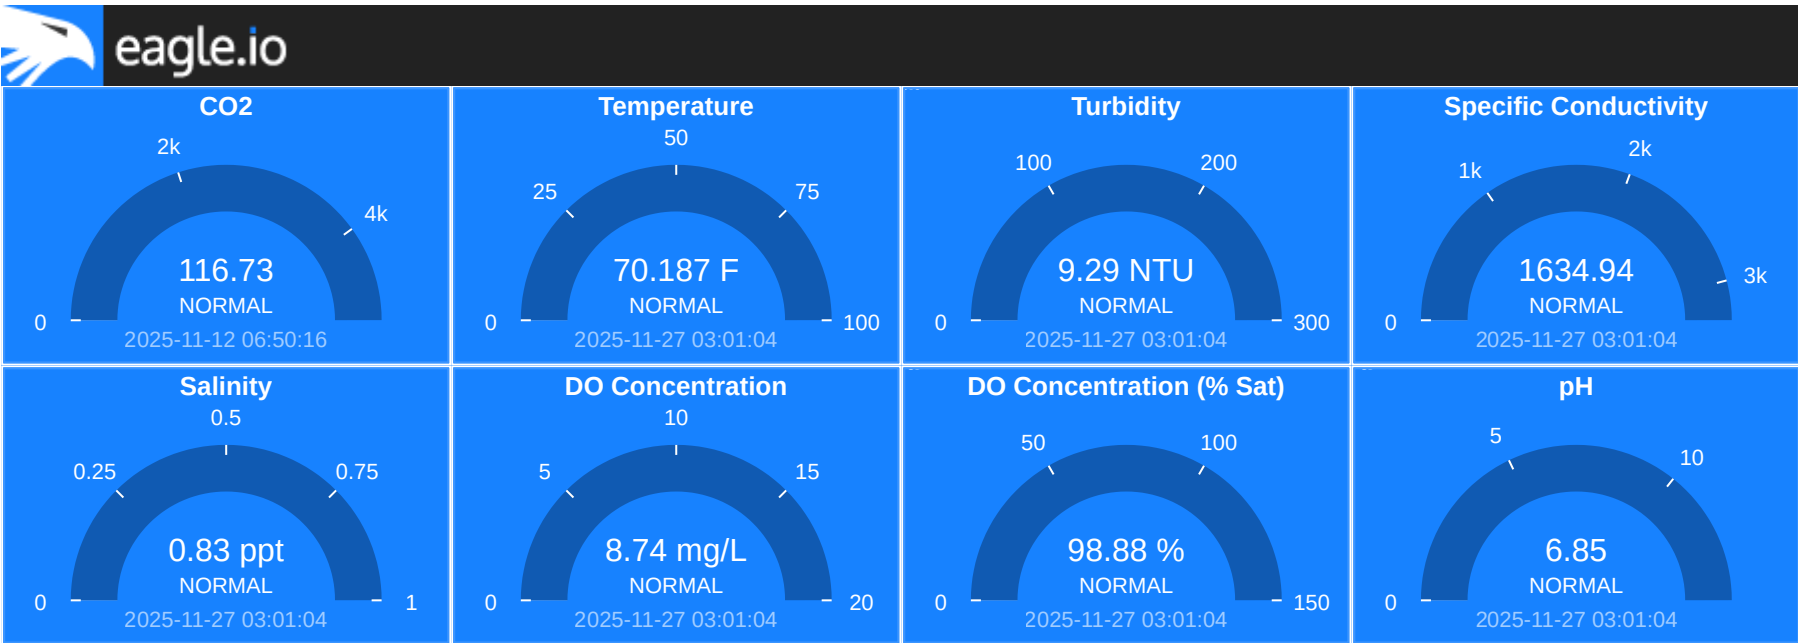 eagle.io
CO2
2k
4k
116.73
NORMAL
0
2025-11-12 06:50:16
Temperature
50
25
75
70.187 F
NORMAL
0
100
2025-11-27 03:01:04
Turbidity
100
200
9.29 NTU
NORMAL
0
300
2025-11-27 03:01:04
Specific Conductivity
2k
1k
1634.94
3k
NORMAL
0
2025-11-27 03:01:04
Salinity
0.5
0.25
0.75
0.83 ppt
NORMAL
0
1
2025-11-27 03:01:04
DO Concentration
10
5
15
8.74 mg/L
NORMAL
0
20
2025-11-27 03:01:04
DO Concentration (% Sat)
50
100
98.88 %
NORMAL
0
150
2025-11-27 03:01:04
pH
5
10
6.85
NORMAL
0
2025-11-27 03:01:04